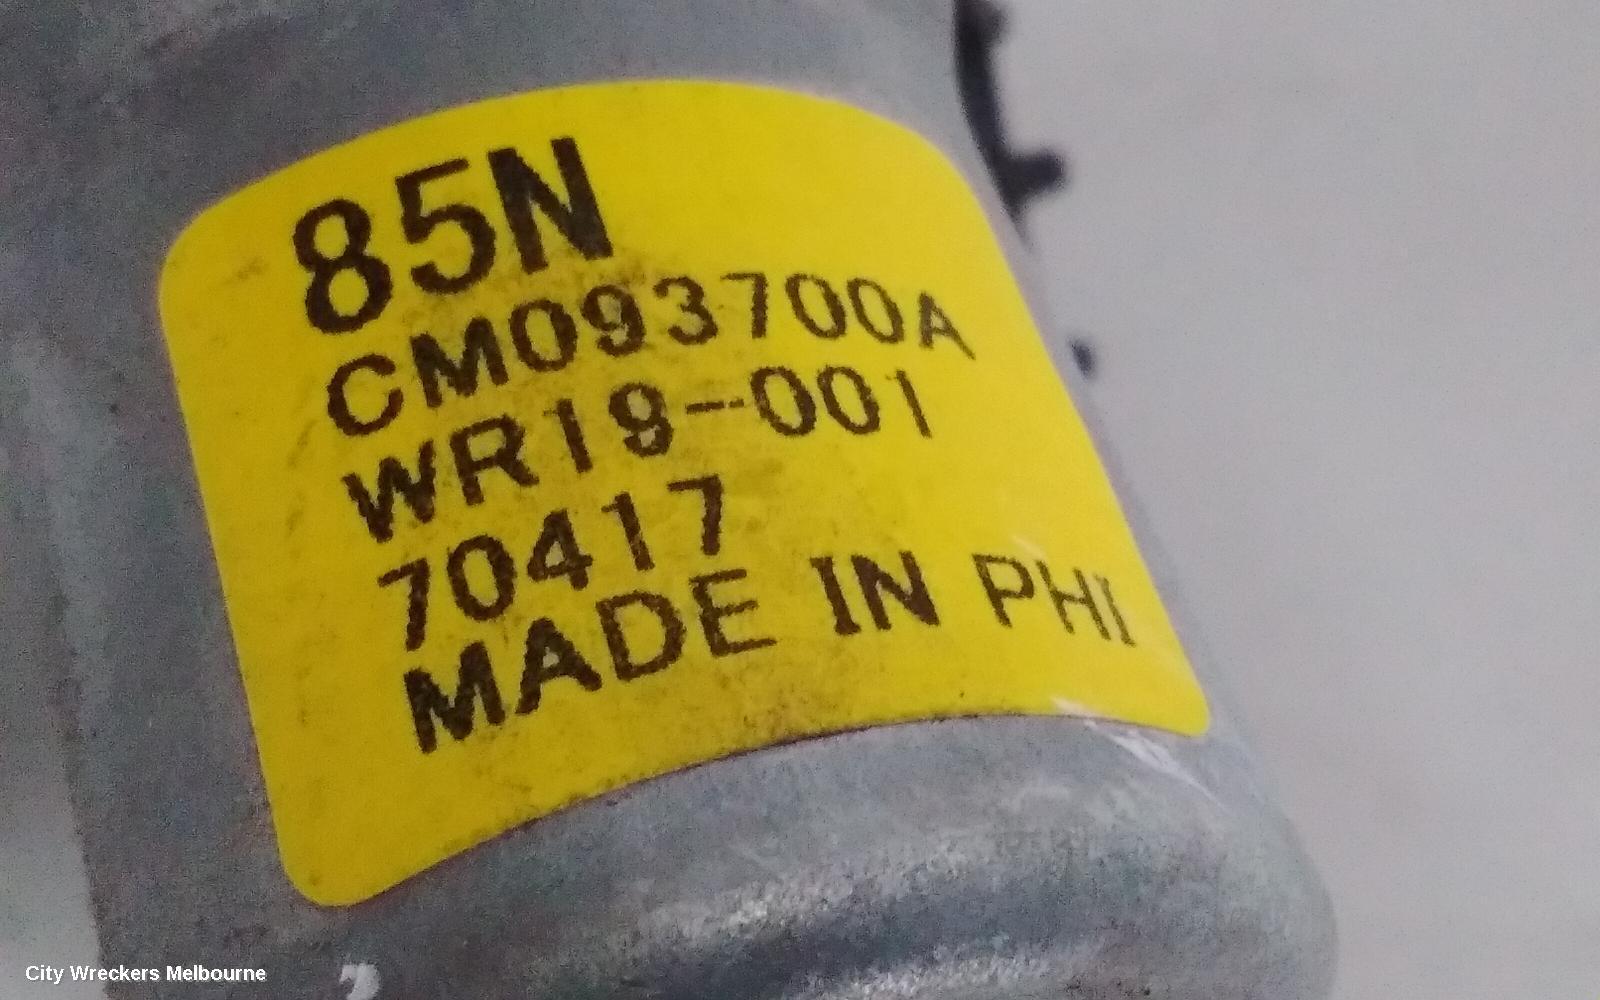 85N
CM093700A
WR19-001
70417
MADE IN PHI
City Wreckers Melbourne